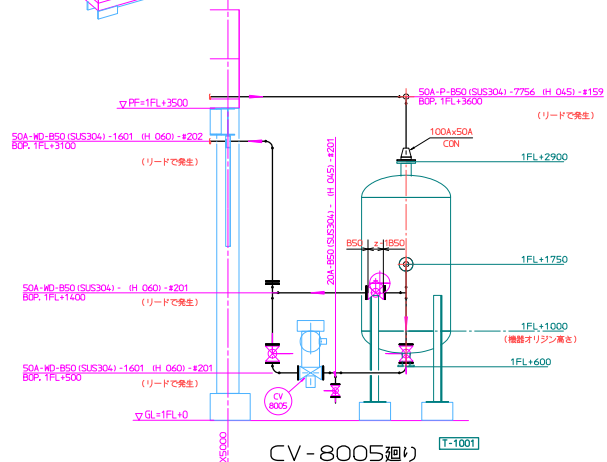 50A-P-B50(SUS304)-7756 (H 045)-#159
BOP. 1FL+3600
(リードで発生)
▽PF=1FL+3500
50A-WD-B50(SUS304)-1601 (H 060)-#202
BOP. 1FL+3100
(リードで発生)
100Ax50A
CON
1FL+2900
20A-B50(SUS304)- (H 045)-#201
B50 z-1B50
1FL+1750
50A-WD-B50(SUS304)- (H 060)-#201
BOP. 1FL+1400
(リードで発生)
1FL+1000
(機器オリジン高さ)
1FL+600
50A-WD-B50(SUS304)-1601 (H 060)-#201
BOP. 1FL+500
(リードで発生)
CV
8005
▽GL=1FL+0
X5000
CV-8005廻り
T-1001